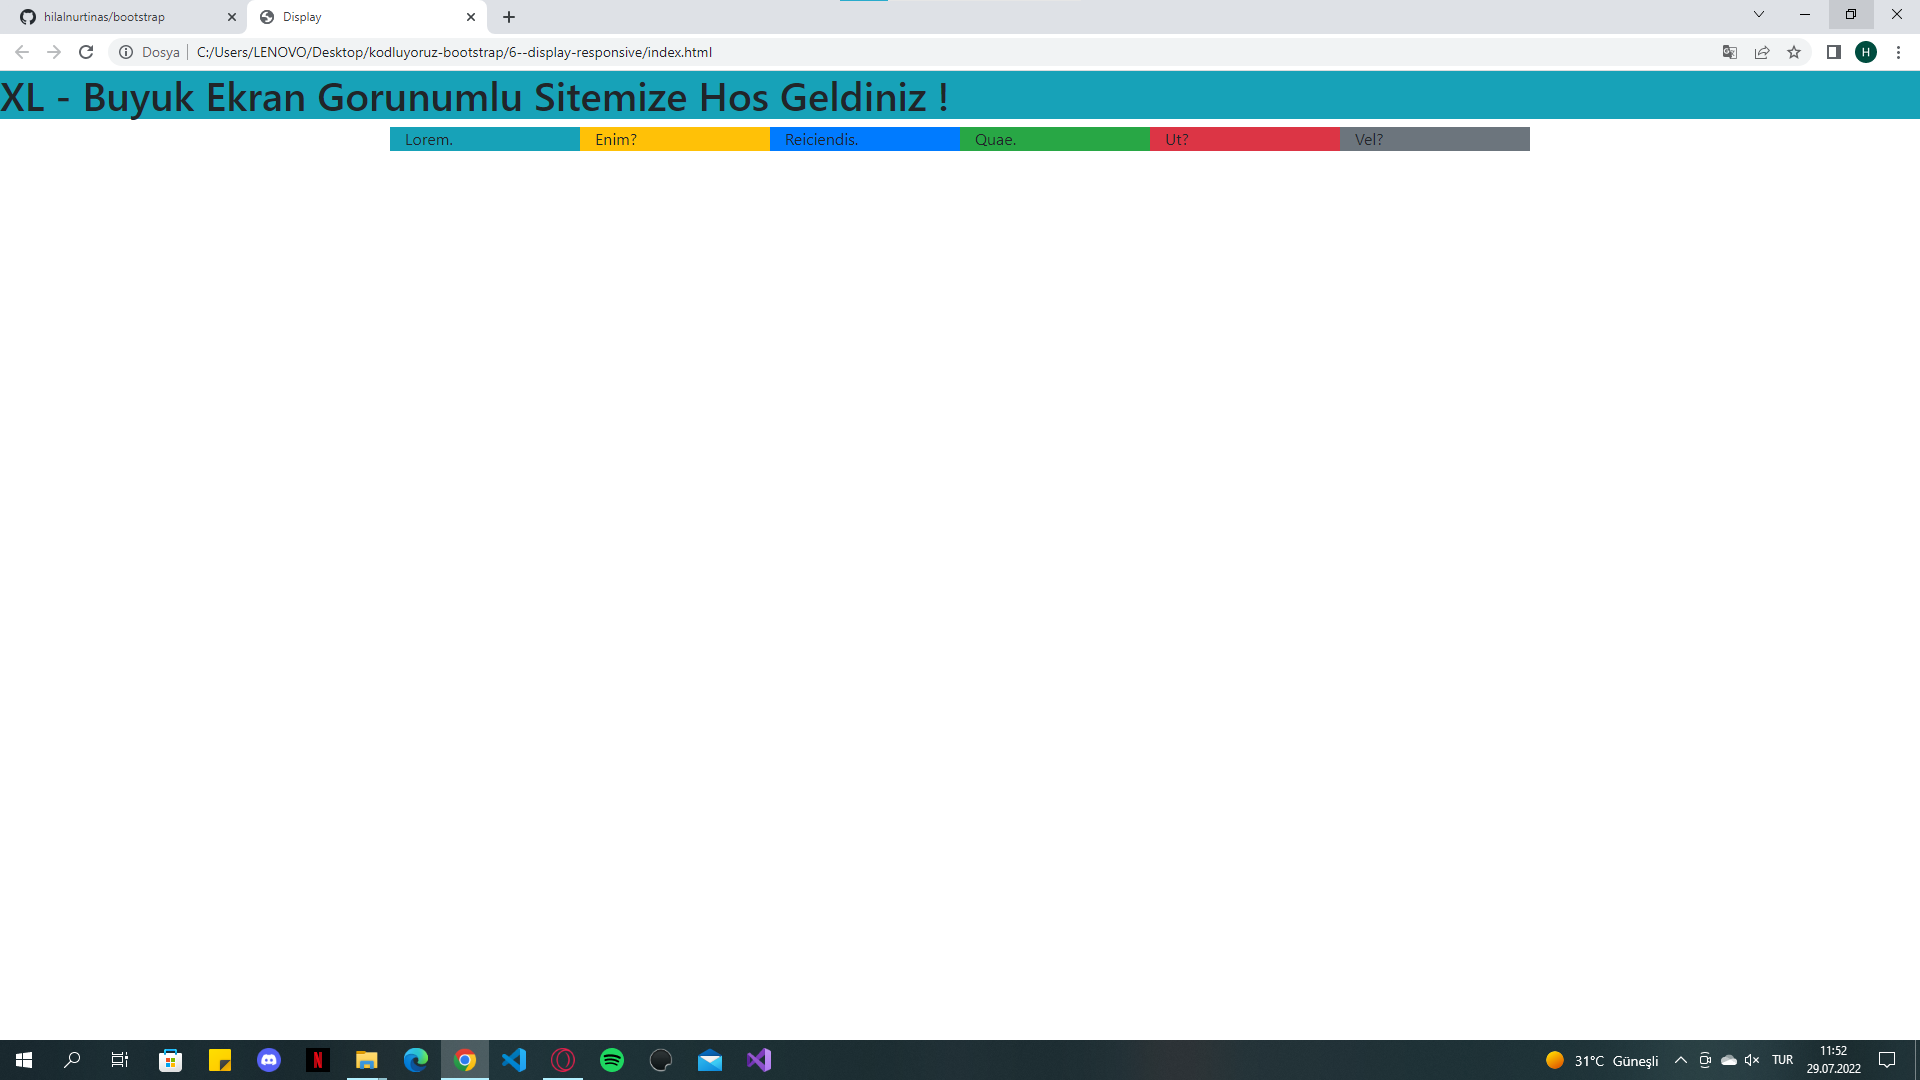 hilalnurtinas/bootstrap
Display
Dosya
C:/Users/LENOVO/Desktop/kodluyoruz-bootstrap/6--display-responsive/index.html
H
XL - Buyuk Ekran Gorunumlu Sitemize Hos Geldiniz !
Lorem. Enim? Reiciendis. Quae. Ut? Vel?
31°C Güneşli
TUR
11:52
29.07.2022